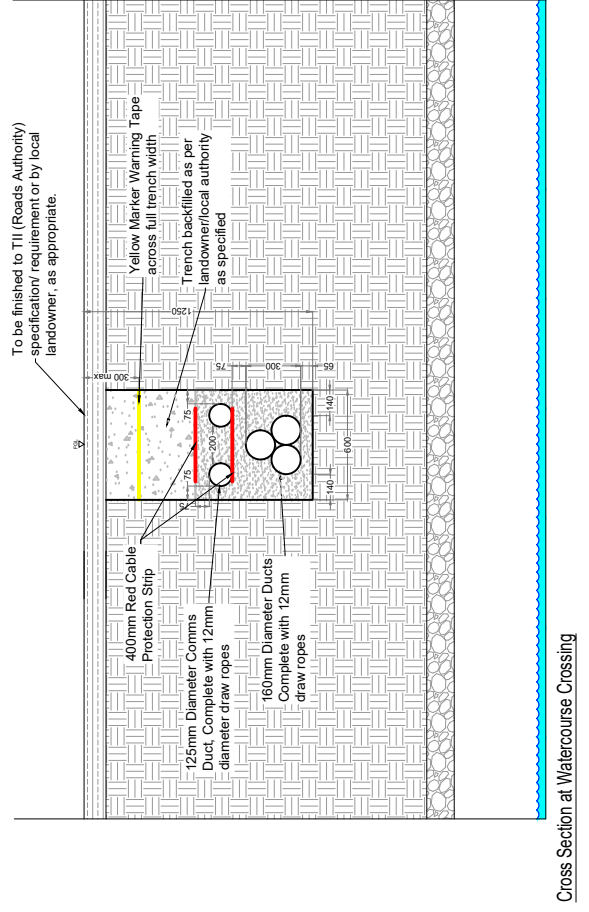 To be finished to TII (Roads Authority)
specification/ requirement or by local
landowner, as appropriate.
FGl
300 max
Yellow Marker Warning Tape
across full trench width
Trench backfilled as per
landowner/local authority
as specified
1250
400mm Red Cable
Protection Strip
125mm Diameter Comms
Duct, Complete with 12mm
diameter draw ropes
160mm Diameter Ducts
Complete with 12mm
draw ropes
75
75
200
75
75
300
65
140
140
600
Cross Section at Watercourse Crossing